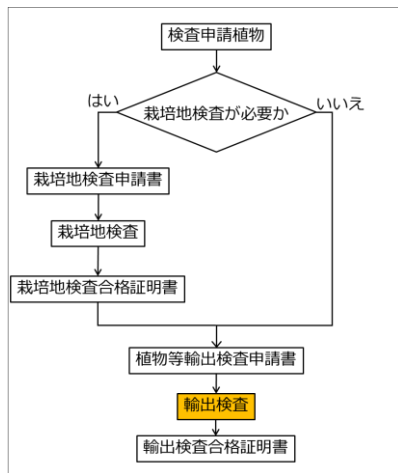 検査申請植物
栽培地検査が必要か
はい
いいえ
栽培地検査申請書
栽培地検査
栽培地検査合格証明書
植物等輸出検査申請書
輸出検査
輸出検査合格証明書